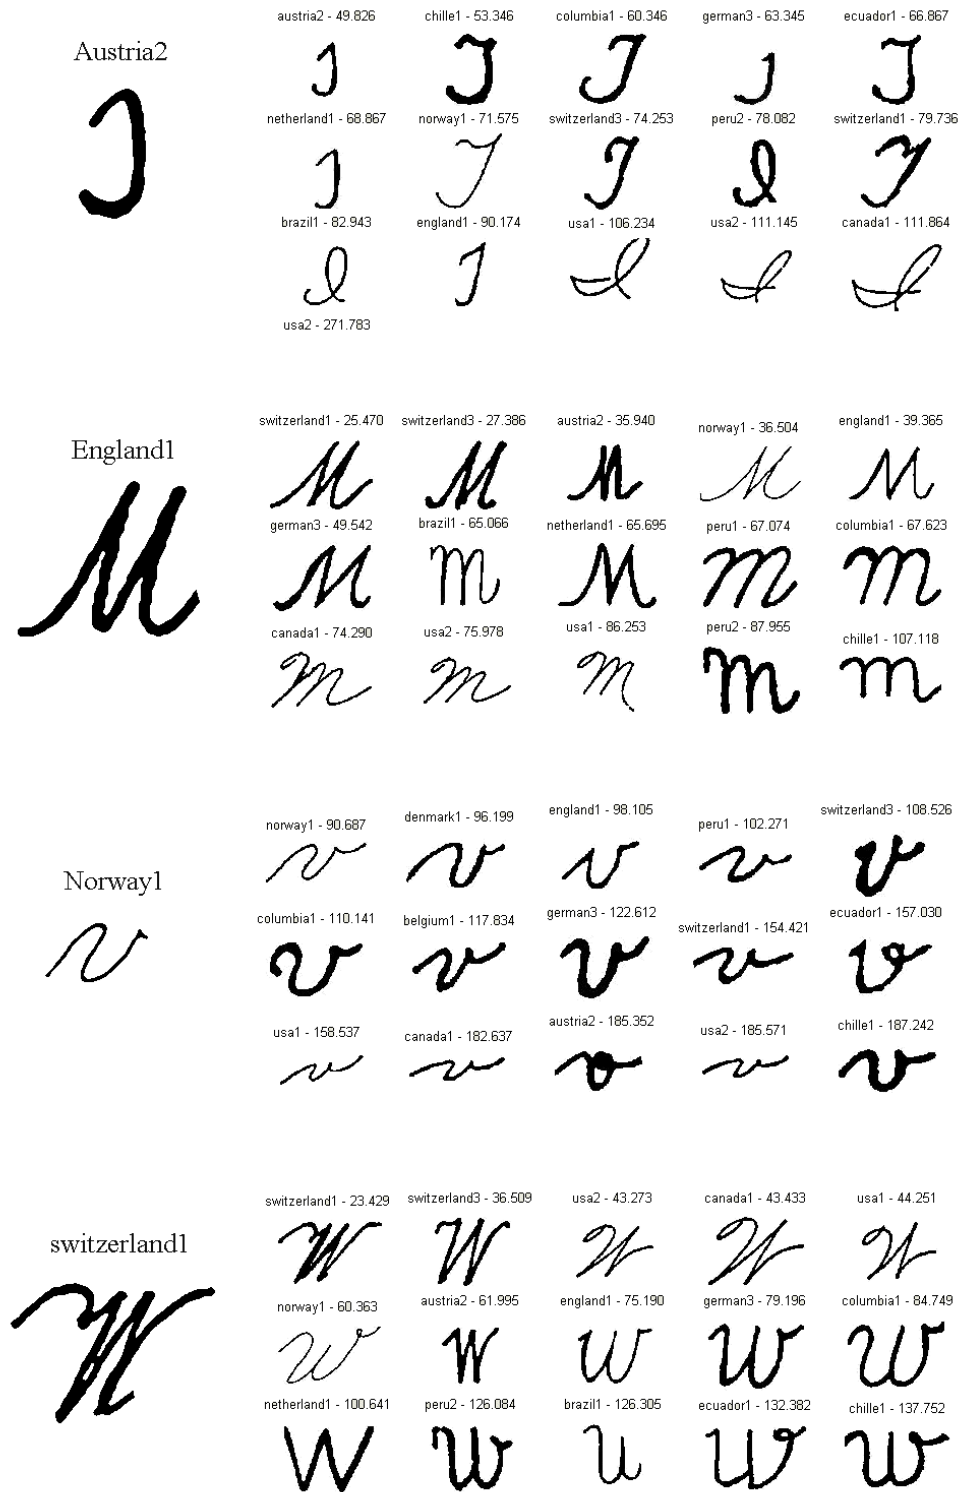 austria2 - 49.826 chille1 - 53.346 columbia1 - 60.346 german3 - 63.345 ecuador1 - 66.867
Austria2
I I I I I I
netherland1 - 68.867 norway1 - 71.575 switzerland3 - 74.253 peru2 - 78.082 switzerland1 - 79.736
I I I I I
brazil1 - 82.943 england1 - 90.174 usa1 - 106.234 usa2 - 111.145 canada1 - 111.864
I I I I I
usa2 - 271.783
switzerland1 - 25.470 switzerland3 - 27.386 austria2 - 35.940 norway1 - 36.504 england1 - 39.365
England1
M M M M M M
german3 - 49.542 brazil1 - 65.066 netherland1 - 65.695 peru1 - 67.074 columbia1 - 67.623
M M M M M
canada1 - 74.290 usa2 - 75.978 usa1 - 86.253 peru2 - 87.955 chille1 - 107.118
M M M M M
norway1 - 90.687 denmark1 - 96.199 england1 - 98.105 peru1 - 102.271 switzerland3 - 108.526
Norway1
v v v v v v
columbia1 - 110.141 belgium1 - 117.834 german3 - 122.612 switzerland1 - 154.421 ecuador1 - 157.030
v v v v v
usa1 - 158.537 canada1 - 182.637 austria2 - 185.352 usa2 - 185.571 chille1 - 187.242
v v v v v
switzerland1 - 23.429 switzerland3 - 36.509 usa2 - 43.273 canada1 - 43.433 usa1 - 44.251
switzerland1
W W W W W W
norway1 - 60.363 austria2 - 61.995 england1 - 75.190 german3 - 79.196 columbia1 - 84.749
W W W W W
netherland1 - 100.641 peru2 - 126.084 brazil1 - 126.305 ecuador1 - 132.382 chille1 - 137.752
W W W W W